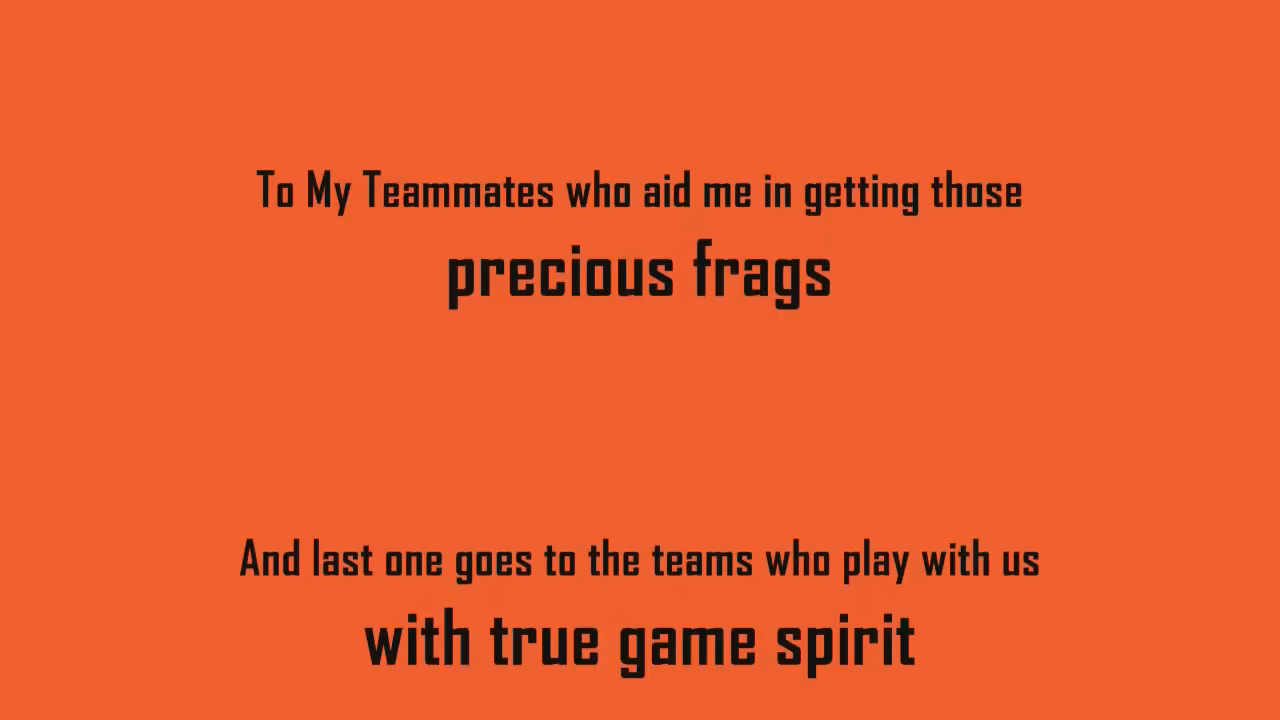 To My Teammates who aid me in getting those
precious frags
And last one goes to the teams who play with us
with true game spirit